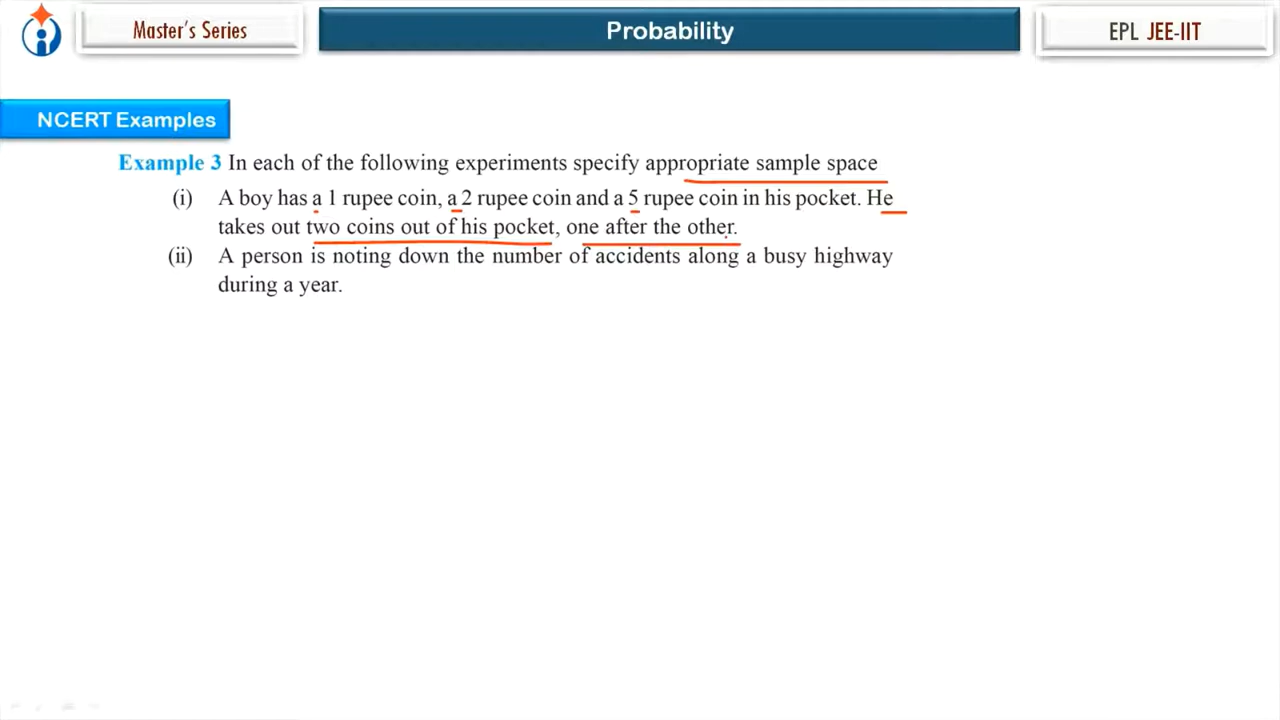 Master's Series
Probability
EPL JEE-IIT
NCERT Examples
Example 3 In each of the following experiments specify appropriate sample space
(i) A boy has a 1 rupee coin, a 2 rupee coin and a 5 rupee coin in his pocket. He
takes out two coins out of his pocket, one after the other.
(ii) A person is noting down the number of accidents along a busy highway
during a year.